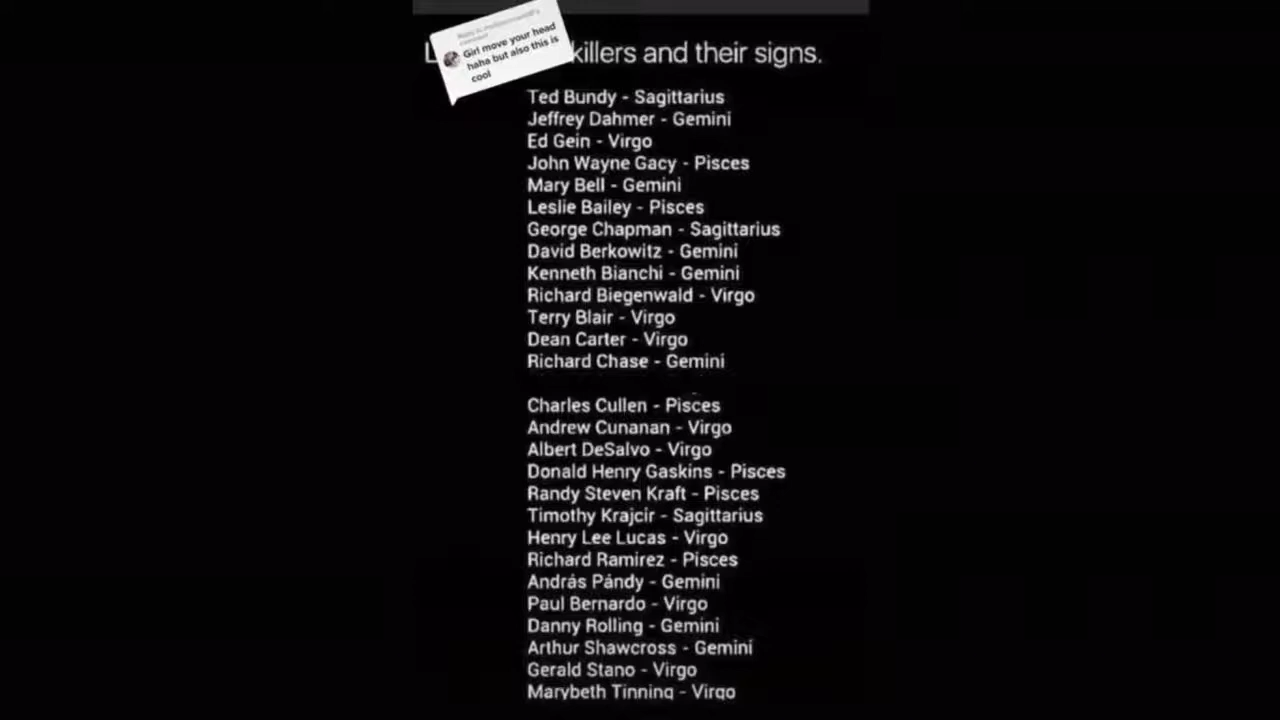 Girl move your head
haha but also this is
cool
killers and their signs.
Ted Bundy - Sagittarius
Jeffrey Dahmer - Gemini
Ed Gein - Virgo
John Wayne Gacy - Pisces
Mary Bell - Gemini
Leslie Bailey - Pisces
George Chapman - Sagittarius
David Berkowitz - Gemini
Kenneth Bianchi - Gemini
Richard Biegenwald - Virgo
Terry Blair - Virgo
Dean Carter - Virgo
Richard Chase - Gemini
Charles Cullen - Pisces
Andrew Cunanan - Virgo
Albert DeSalvo - Virgo
Donald Henry Gaskins - Pisces
Randy Steven Kraft - Pisces
Timothy Krajcir - Sagittarius
Henry Lee Lucas - Virgo
Richard Ramirez - Pisces
András Pándy - Gemini
Paul Bernardo - Virgo
Danny Rolling - Gemini
Arthur Shawcross - Gemini
Gerald Stano - Virgo
Marybeth Tinning - Virgo